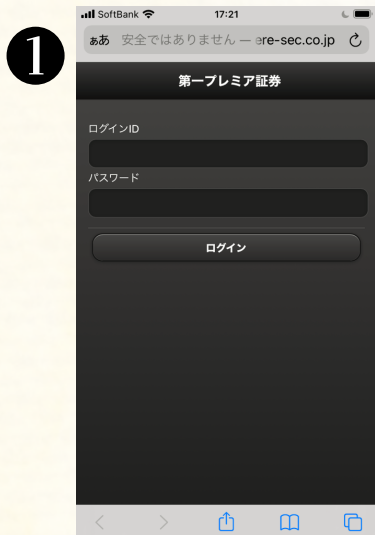 ❶
SoftBank 17:21
ああ 安全ではありません — ere-sec.co.jp
第一プレミア証券
ログインID
パスワード
ログイン